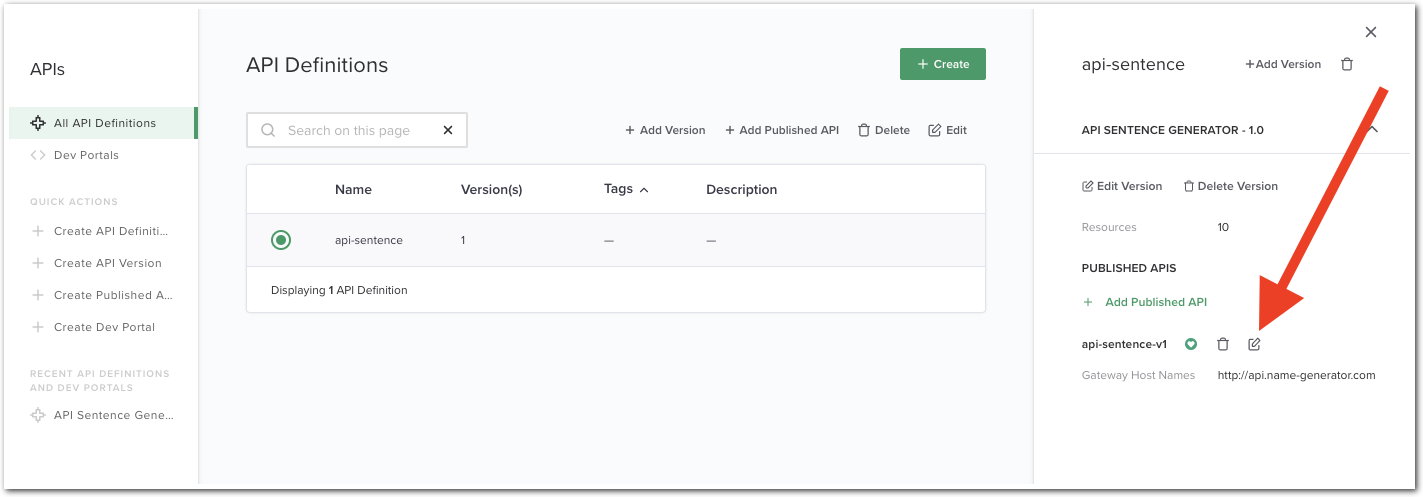 APIs
All API Definitions
Dev Portals
QUICK ACTIONS
Create API Definiti...
Create API Version
Create Published A...
Create Dev Portal
RECENT API DEFINITIONS
AND DEV PORTALS
API Sentence Gene...
API Definitions
+ Create
Search on this page
+ Add Version + Add Published API Delete Edit
Name Version(s) Tags Description
api-sentence 1 — —
Displaying 1 API Definition
api-sentence +Add Version
API SENTENCE GENERATOR - 1.0
Edit Version Delete Version
Resources 10
PUBLISHED APIS
+ Add Published API
api-sentence-v1
Gateway Host Names http://api.name-generator.com